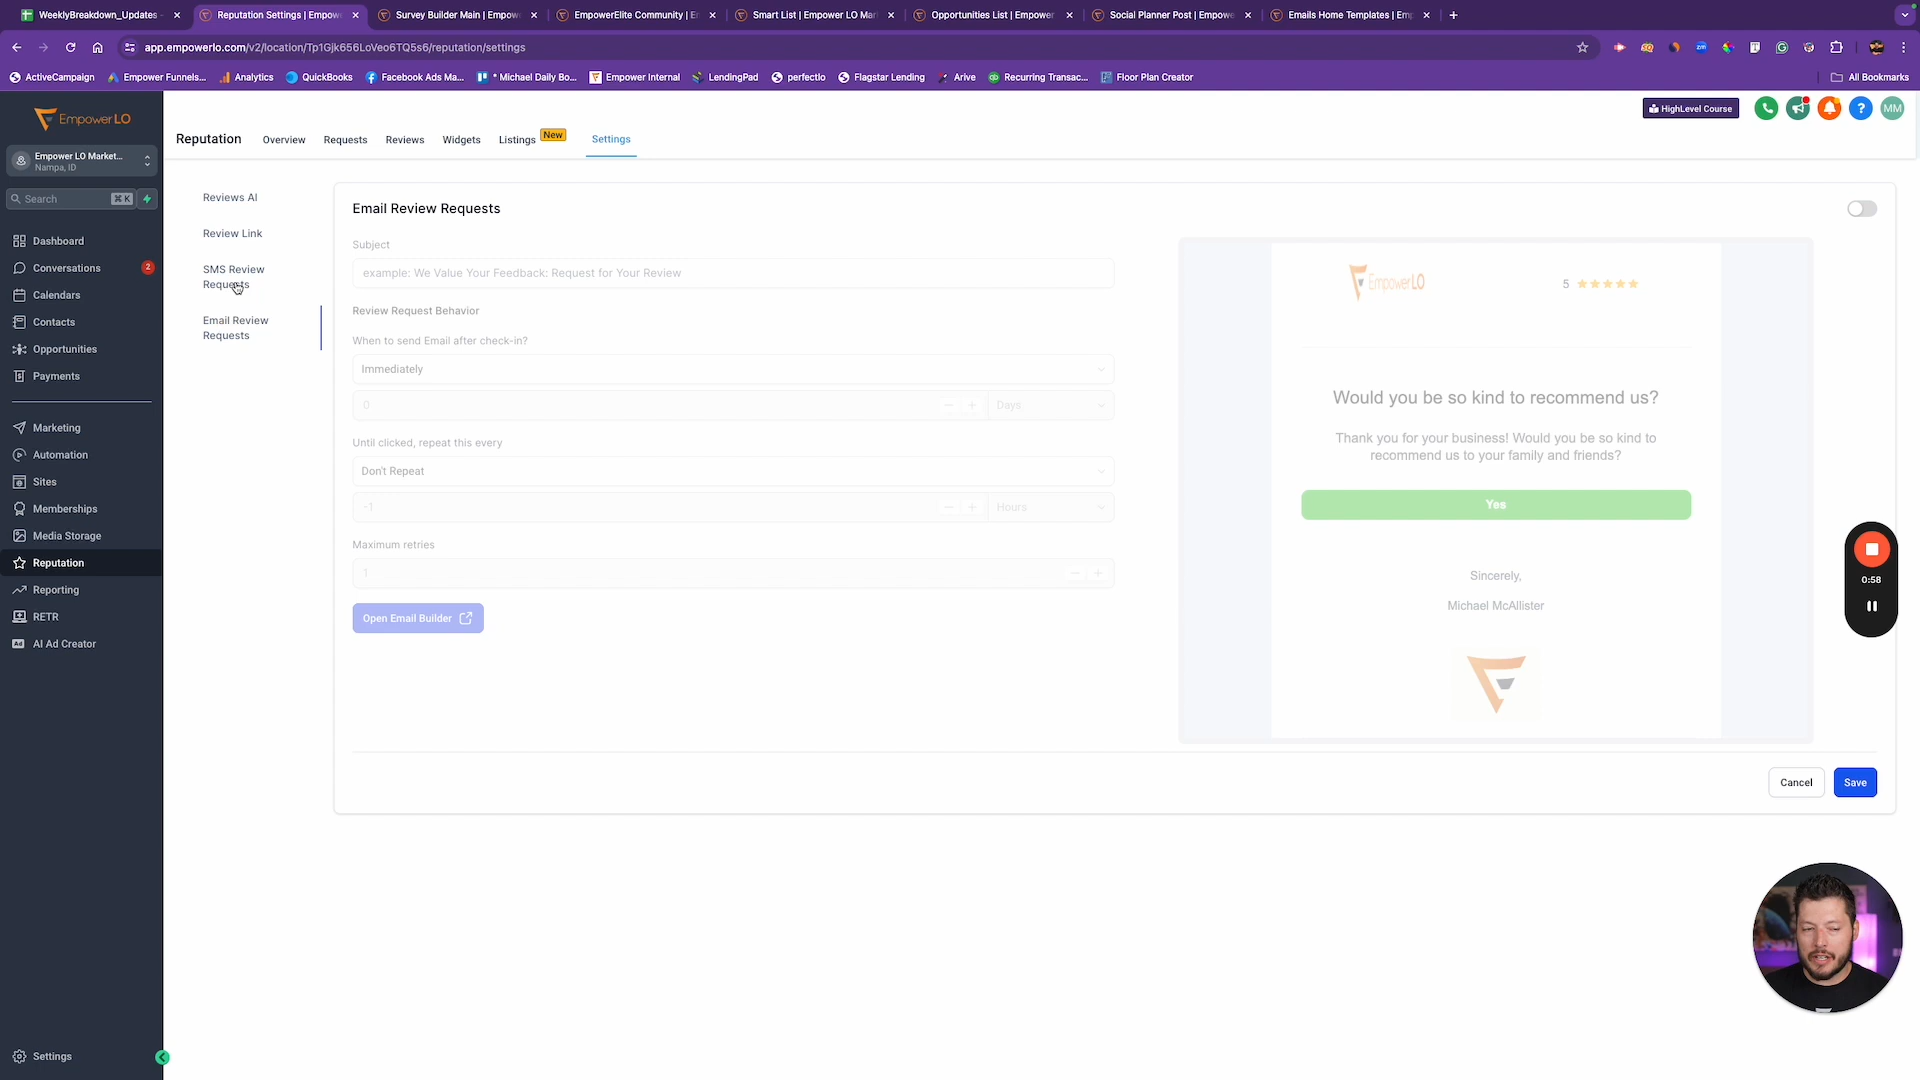 WeeklyBreakdown_Updates
Reputation Settings | Empow
Survey Builder Main | Empow
EmpowerElite Community | E
Smart List | Empower LO Mar
Opportunities List | Empower
Social Planner Post | Empow
Emails Home Templates | Em
app.empowerlo.com/v2/location/Tp1Gjk656LoVeo6TQ5s6/reputation/settings
ActiveCampaign
Empower Funnels...
Analytics
QuickBooks
Facebook Ads Ma...
* Michael Daily Bo...
Empower Internal
LendingPad
perfectlo
Flagstar Lending
Arive
Recurring Transac...
Floor Plan Creator
All Bookmarks
EmpowerLO
HighLevel Course
MM
Reputation
Overview
Requests
Reviews
Widgets
Listings
New
Settings
Empower LO Market...
Nampa, ID
Search
⌘ K
Dashboard
Conversations
2
Calendars
Contacts
Opportunities
Payments
Marketing
Automation
Sites
Memberships
Media Storage
Reputation
Reporting
RETR
Ad
AI Ad Creator
Settings
Reviews AI
Review Link
SMS Review
Requests
Email Review
Requests
Email Review Requests
Subject
example: We Value Your Feedback: Request for Your Review
Review Request Behavior
When to send Email after check-in?
Immediately
0
Days
Until clicked, repeat this every
Don't Repeat
-1
Hours
Maximum retries
1
Open Email Builder
EmpowerLO
5
Would you be so kind to recommend us?
Thank you for your business! Would you be so kind to
recommend us to your family and friends?
Yes
Sincerely,
Michael McAllister
Cancel
Save
0:58